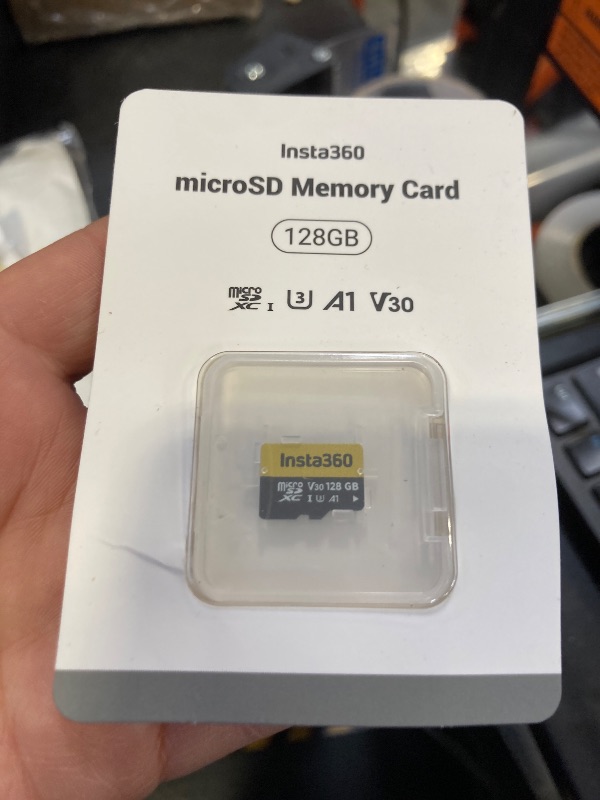 Insta360
microSD Memory Card
128GB
micro SD XC I U3 A1 V30
Insta360
micro SD XC V30 128 GB
I U3 A1